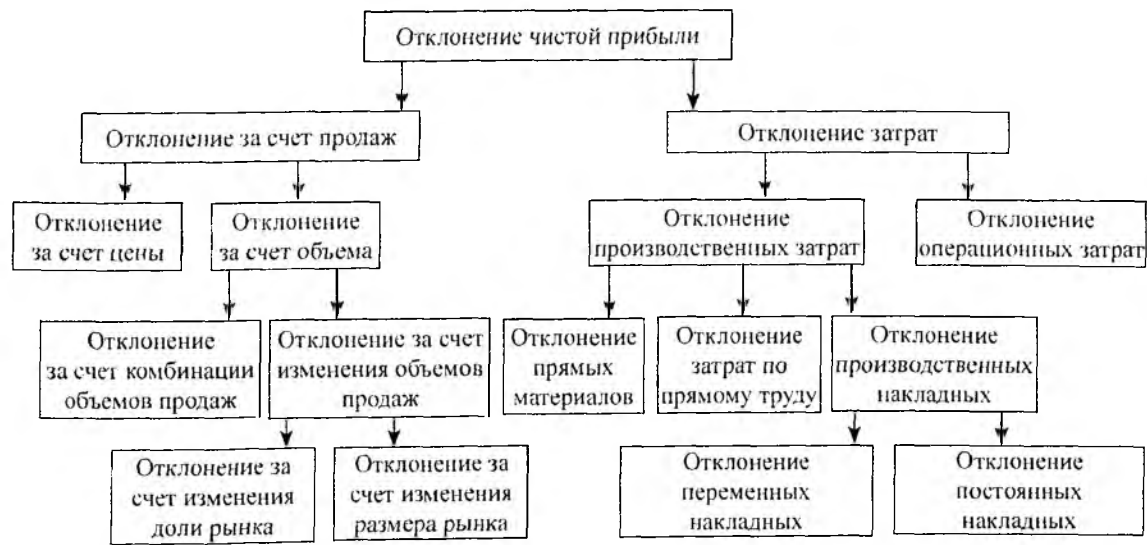 Отклонение чистой прибыли
Отклонение за счет продаж
Отклонение затрат
Отклонение
за счет цены
Отклонение
за счет объема
Отклонение
производственных затрат
Отклонение
операционных затрат
Отклонение
за счет комбинации
объемов продаж
Отклонение за счет
изменения объемов
продаж
Отклонение
прямых
материалов
Отклонение
затрат по
прямому труду
Отклонение
производственных
накладных
Отклонение за
счет изменения
доли рынка
Отклонение за
счет изменения
размера рынка
Отклонение
переменных
накладных
Отклонение
постоянных
накладных